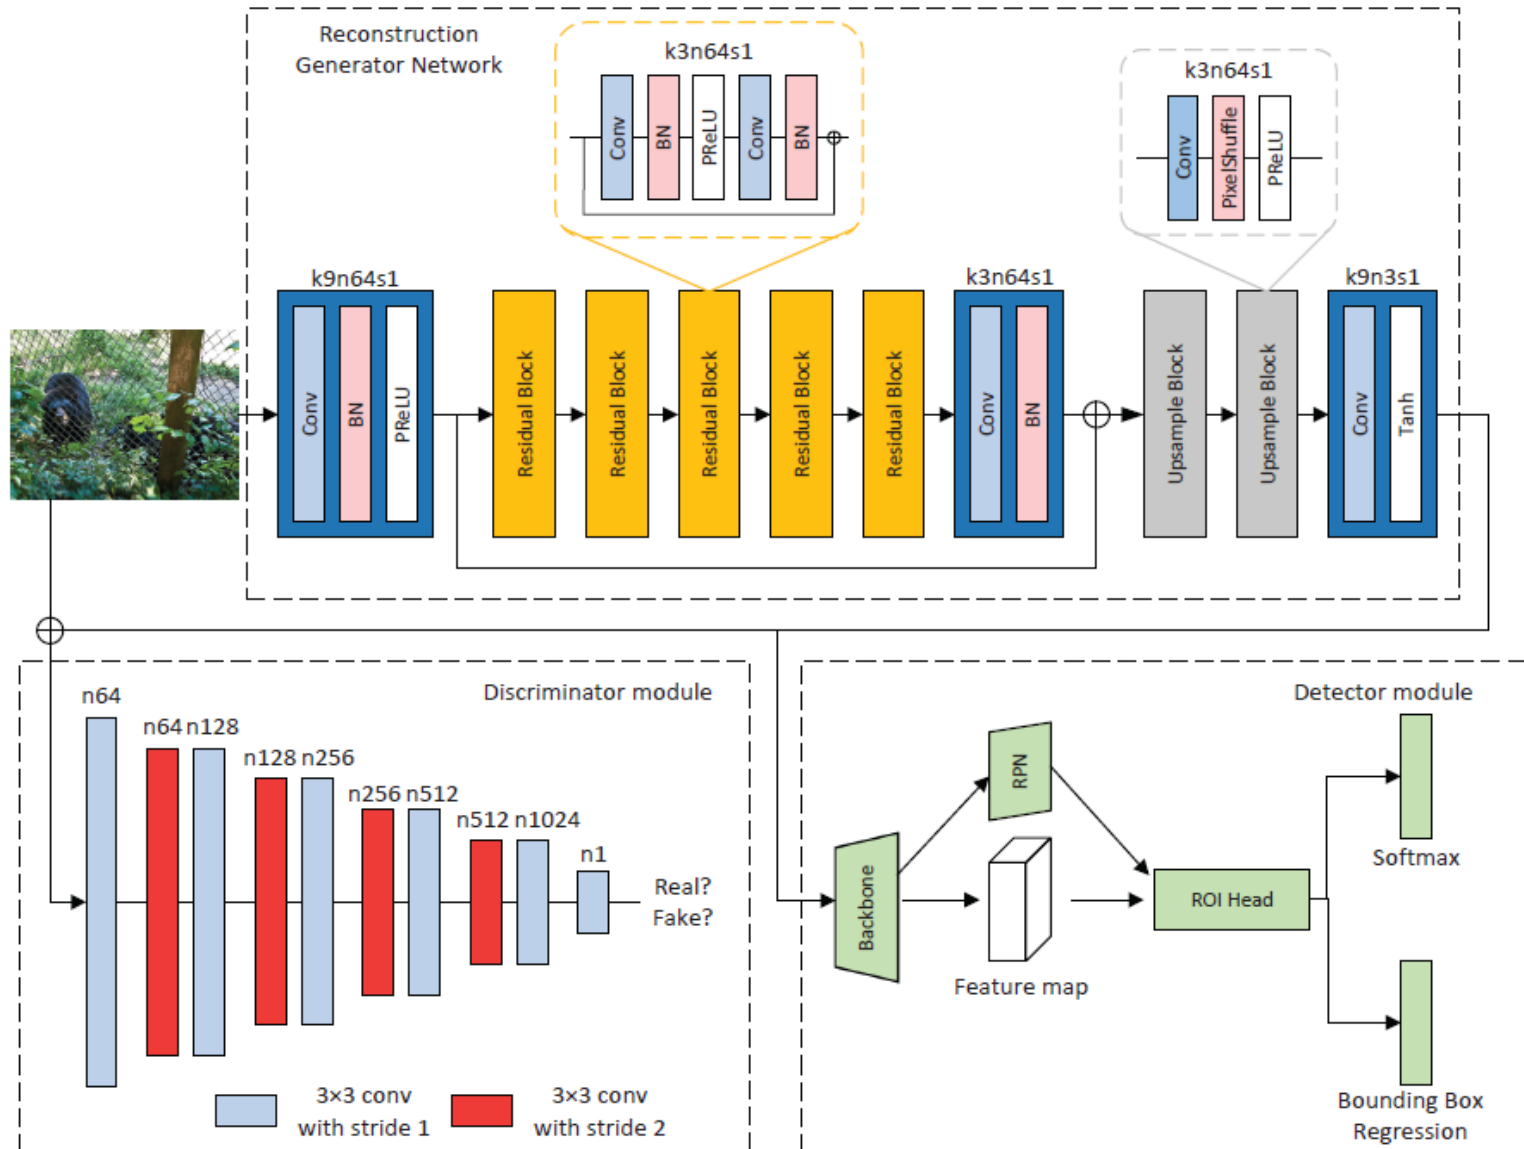 Reconstruction
Generator Network
k3n64s1
Conv
BN
PReLU
Conv
BN
k3n64s1
Conv
PixelShuffle
PReLU
k9n64s1
Conv
BN
PReLU
Residual Block
Residual Block
Residual Block
Residual Block
Residual Block
k3n64s1
Conv
BN
Upsample Block
Upsample Block
k9n3s1
Conv
Tanh
Discriminator module
n64
n64
n128
n128
n256
n256
n512
n512
n1024
n1
Real?
Fake?
3×3 conv
with stride 1
3×3 conv
with stride 2
Detector module
Backbone
RPN
Feature map
ROI Head
Softmax
Bounding Box
Regression